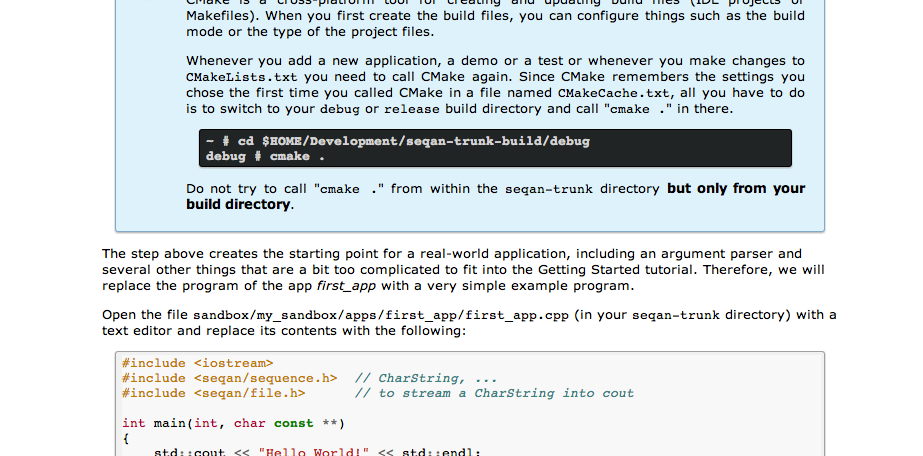 CMake is a cross-platform tool for creating and updating build files (IDE projects or
Makefiles). When you first create the build files, you can configure things such as the build
mode or the type of the project files.
Whenever you add a new application, a demo or a test or whenever you make changes to
CMakeLists.txt you need to call CMake again. Since CMake remembers the settings you
chose the first time you called CMake in a file named CMakeCache.txt, all you have to do
is to switch to your debug or release build directory and call "cmake ." in there.
~ # cd $HOME/Development/seqan-trunk-build/debug
debug # cmake .
Do not try to call "cmake ." from within the seqan-trunk directory but only from your
build directory.
The step above creates the starting point for a real-world application, including an argument parser and
several other things that are a bit too complicated to fit into the Getting Started tutorial. Therefore, we will
replace the program of the app first_app with a very simple example program.
Open the file sandbox/my_sandbox/apps/first_app/first_app.cpp (in your seqan-trunk directory) with a
text editor and replace its contents with the following:
#include <iostream>
#include <seqan/sequence.h>  // CharString, ...
#include <seqan/file.h>      // to stream a CharString into cout
int main(int, char const **)
{
    std::cout << "Hello World!" << std::endl;